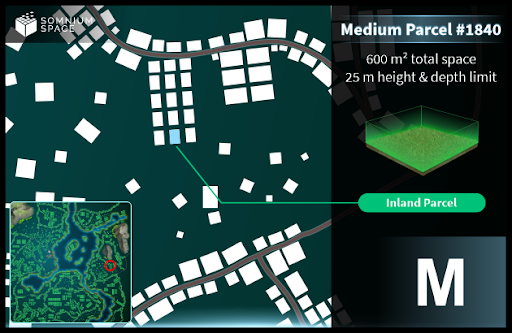 SOMNIUM
SPACE
Medium Parcel #1840
600 m² total space
25 m height & depth limit
Inland Parcel
M